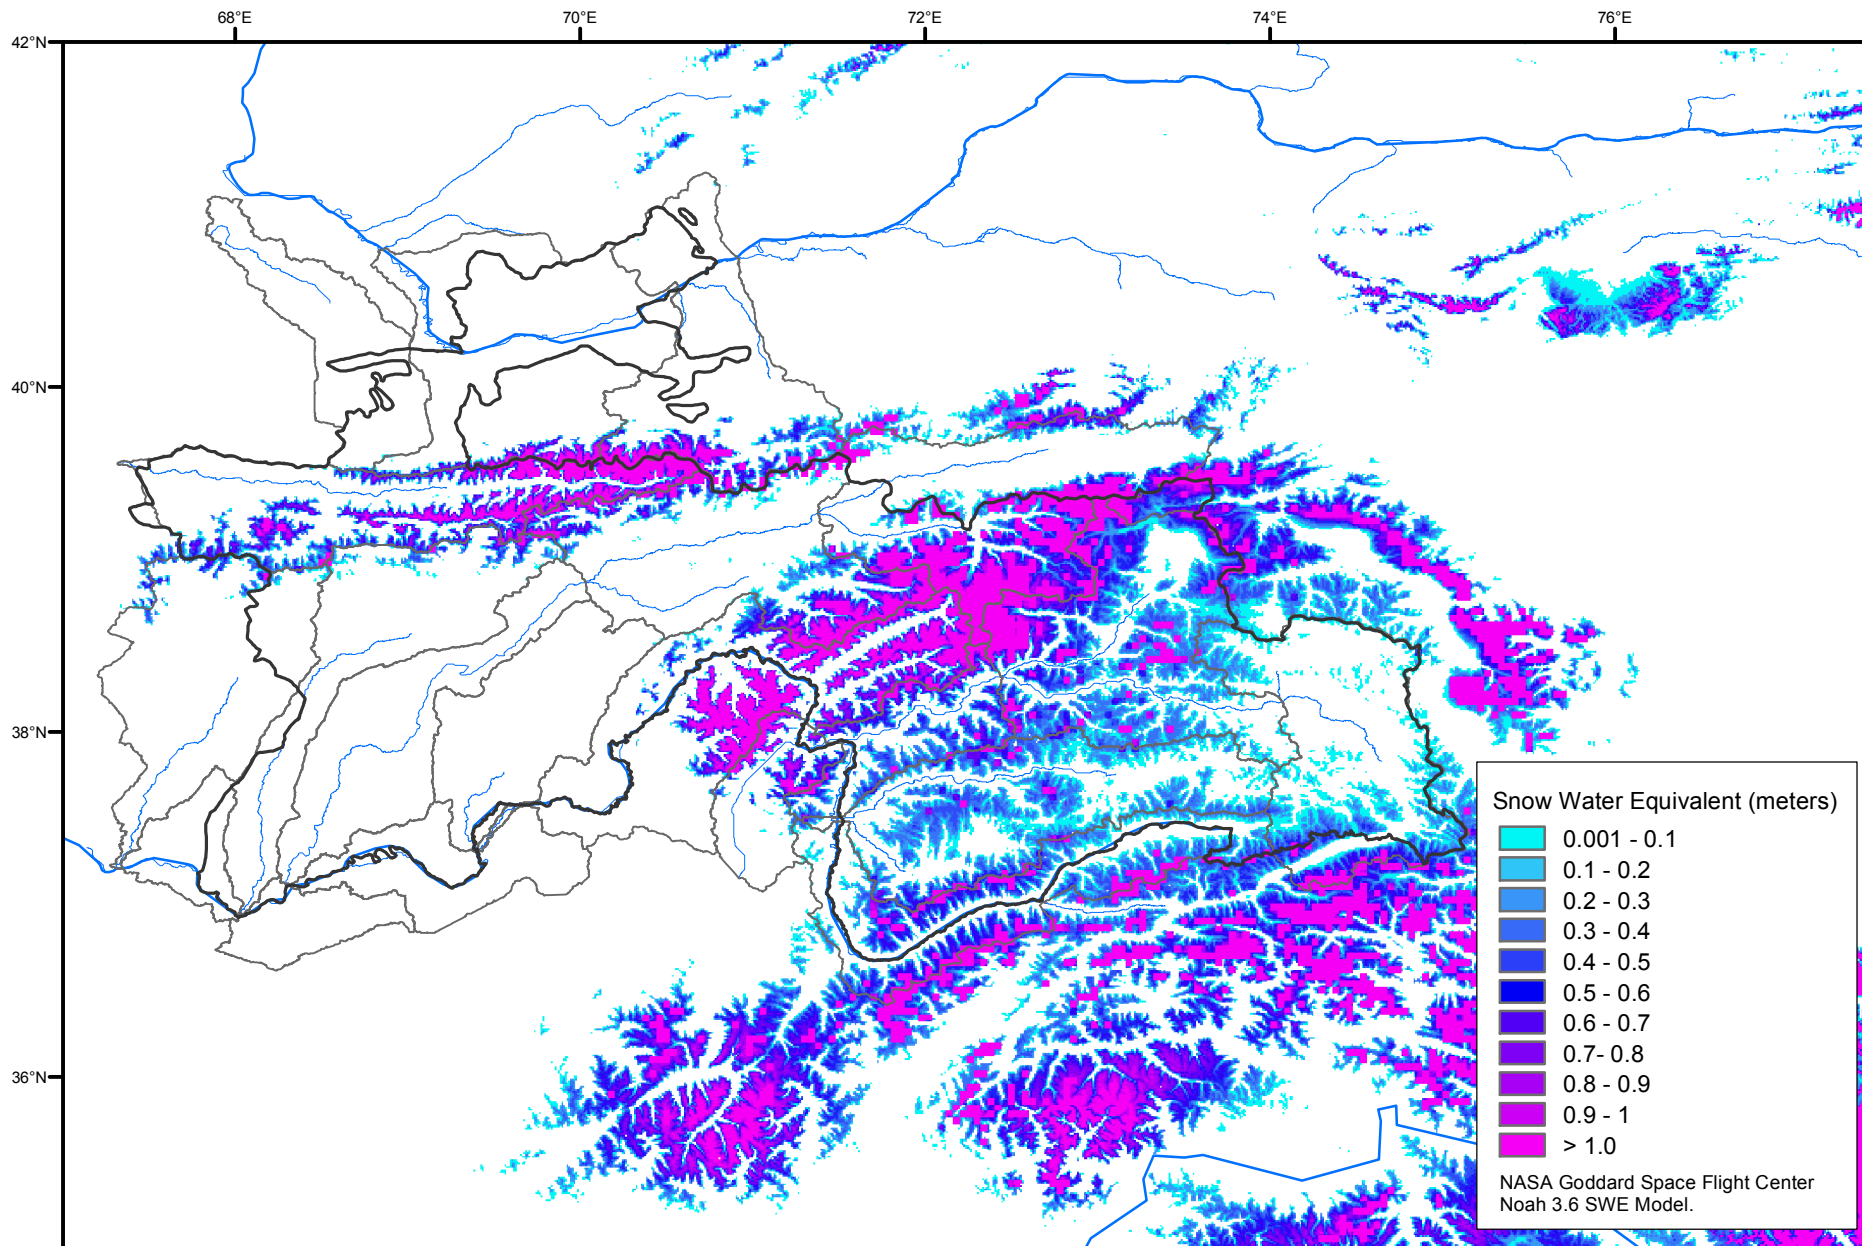 68°E
70°E
72°E
74°E
76°E
42°N
40°N
38°N
36°N
Snow Water Equivalent (meters)
0.001 - 0.1
0.1 - 0.2
0.2 - 0.3
0.3 - 0.4
0.4 - 0.5
0.5 - 0.6
0.6 - 0.7
0.7- 0.8
0.8 - 0.9
0.9 - 1
> 1.0
NASA Goddard Space Flight Center
Noah 3.6 SWE Model.